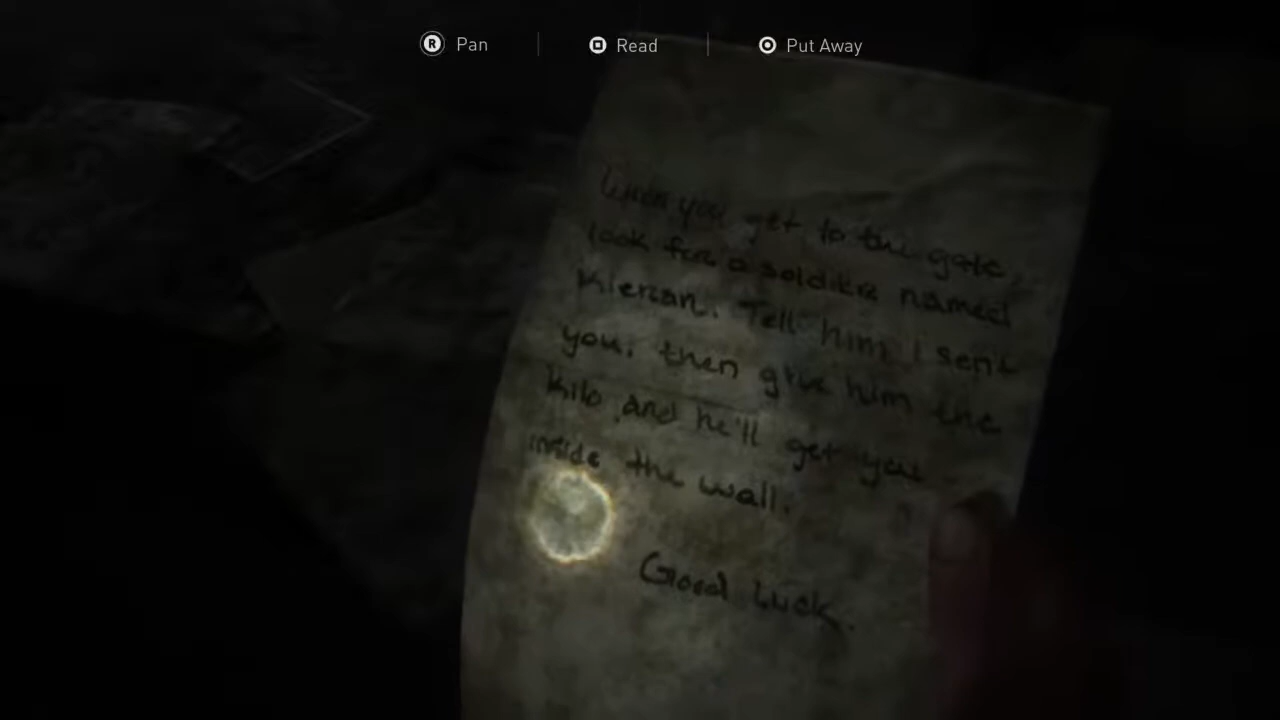 Pan
Read
Put Away
When you get to the gate,
look for a soldier named
Kieran. Tell him I sent
you, then give him the
kilo and he'll get you
inside the wall.
Good Luck.